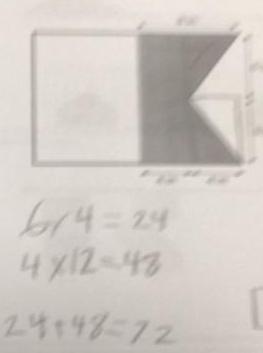 6 x 4 = 24
4 x 12 = 48
24 + 48 = 72